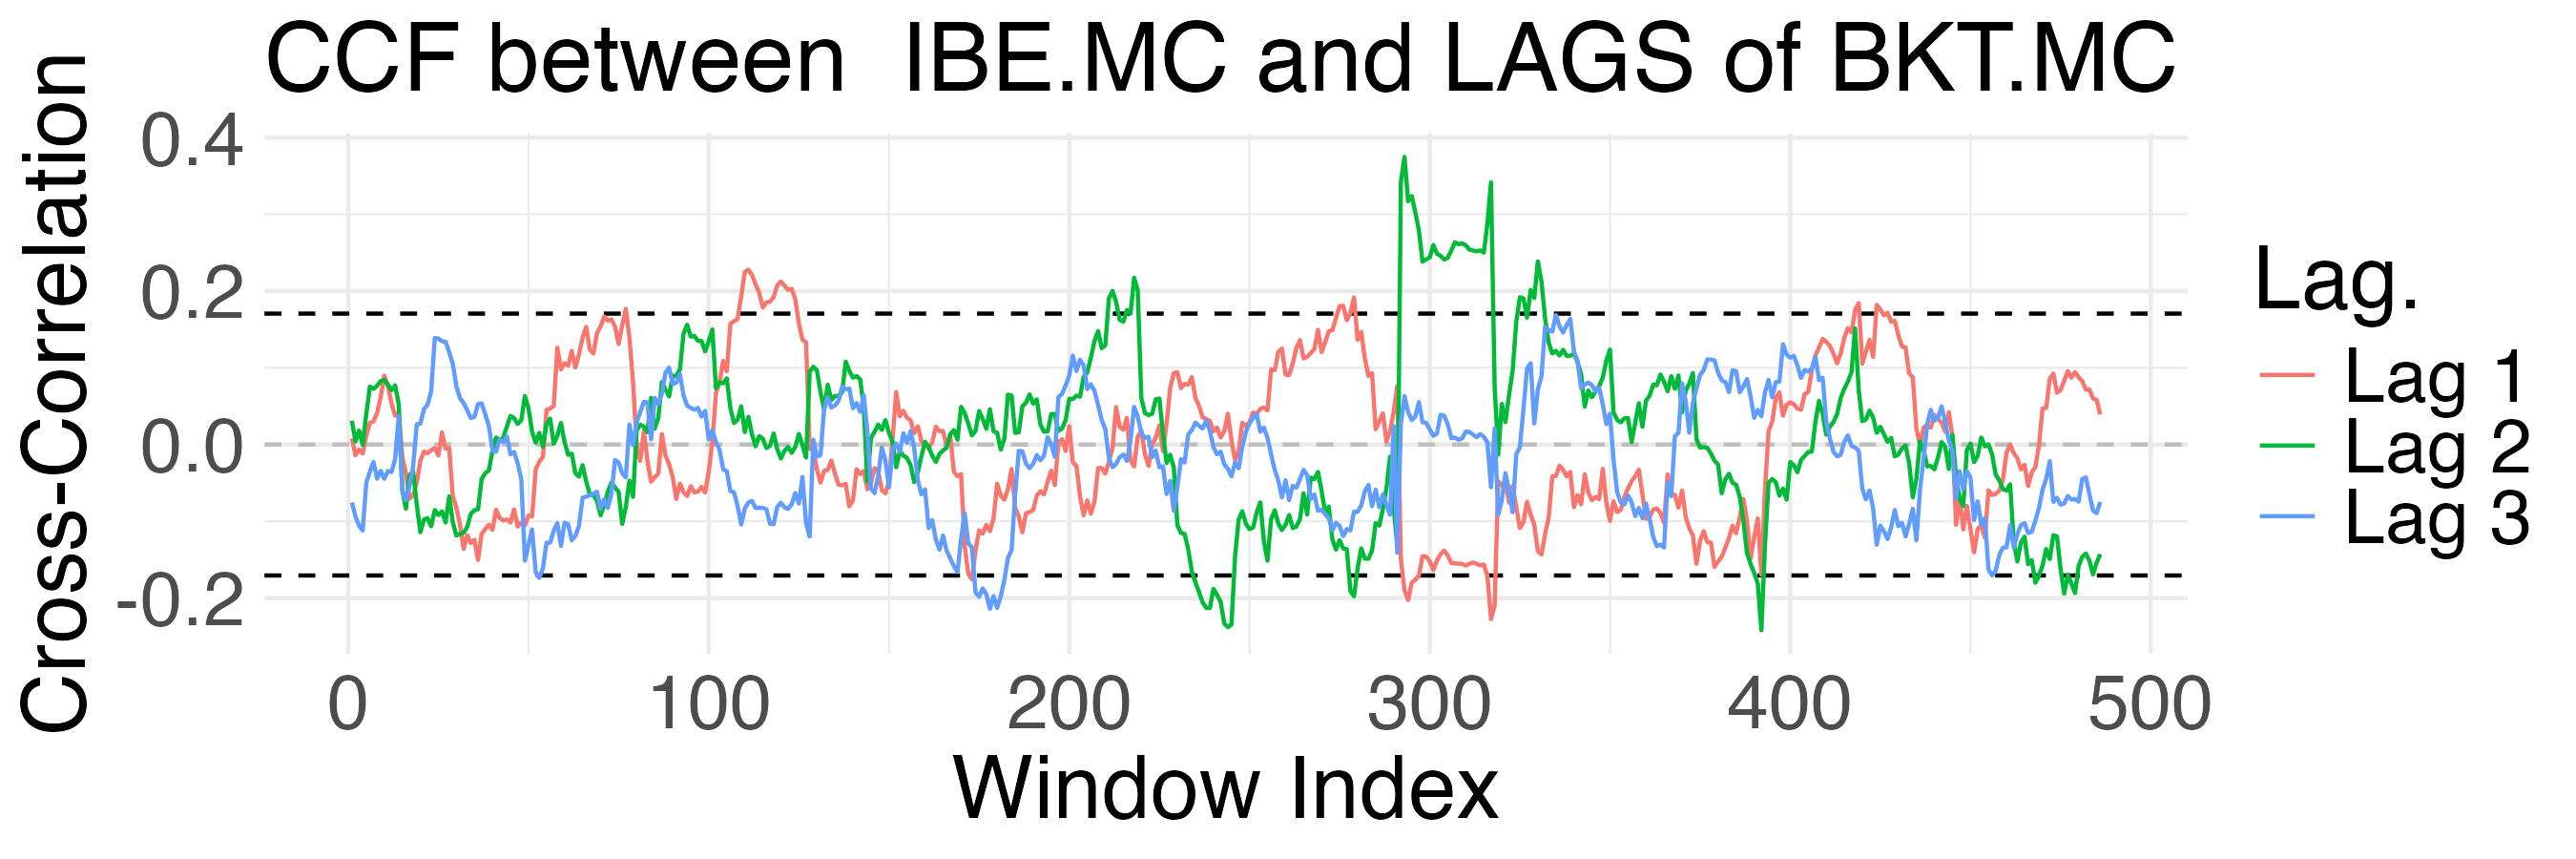 CCF between  IBE.MC and LAGS of BKT.MC
Cross-Correlation
0.4
0.2
0.0
-0.2
0 100 200 300 400 500
Window Index
Lag.
Lag 1
Lag 2
Lag 3